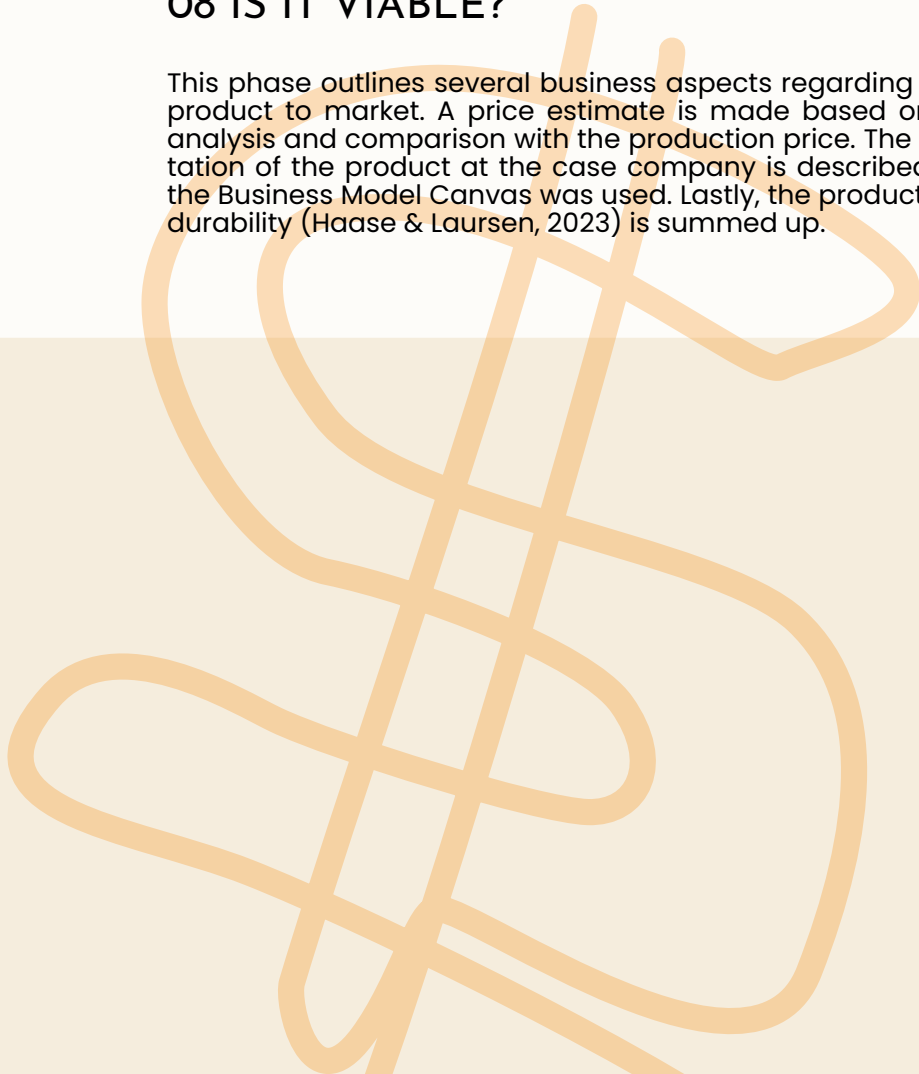 08 IS IT VIABLE?
This phase outlines several business aspects regarding
product to market. A price estimate is made based
analysis and comparison with the production price. The
tation of the product at the case company is described
the Business Model Canvas was used. Lastly, the product
durability (Haase & Laursen, 2023) is summed up.